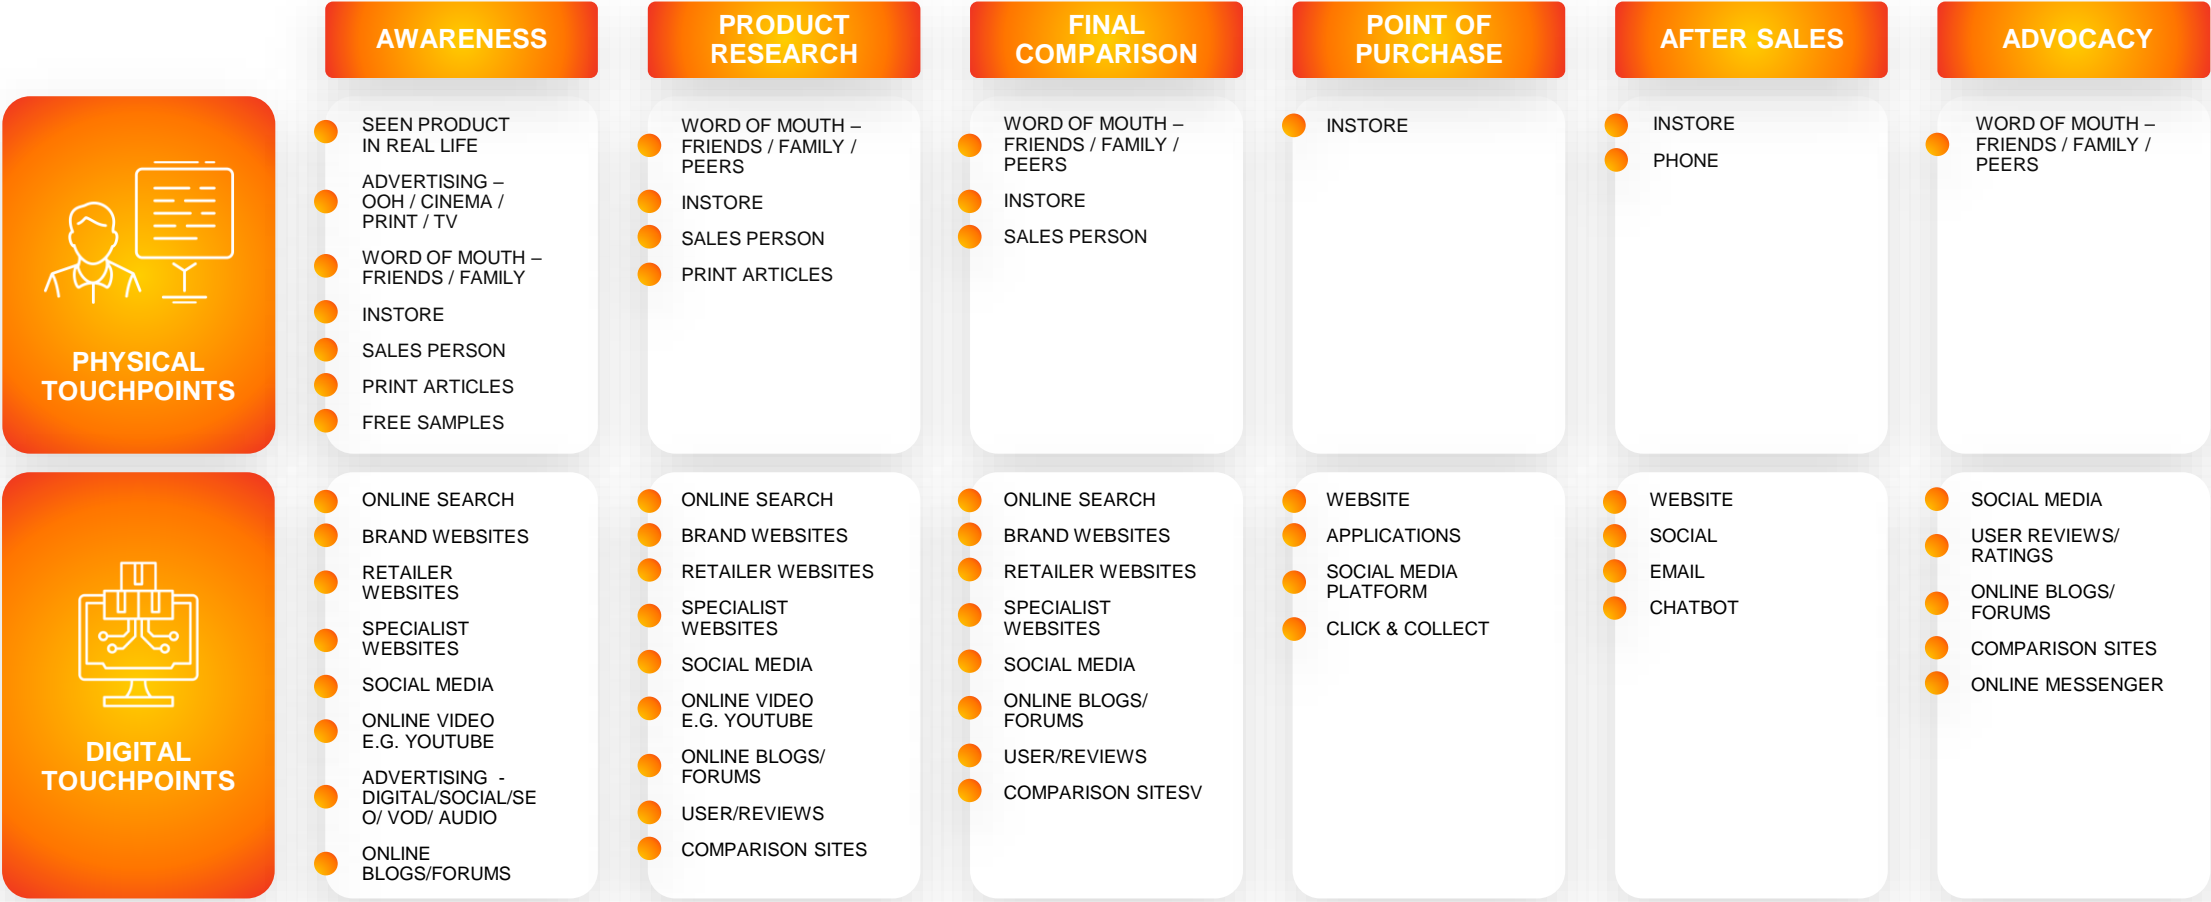 AWARENESS
PRODUCT
RESEARCH
FINAL
COMPARISON
POINT OF
PURCHASE
AFTER SALES
ADVOCACY
PHYSICAL
TOUCHPOINTS
SEEN PRODUCT
IN REAL LIFE
ADVERTISING –
OOH / CINEMA /
PRINT / TV
WORD OF MOUTH –
FRIENDS / FAMILY
INSTORE
SALES PERSON
PRINT ARTICLES
FREE SAMPLES
WORD OF MOUTH –
FRIENDS / FAMILY /
PEERS
INSTORE
SALES PERSON
PRINT ARTICLES
WORD OF MOUTH –
FRIENDS / FAMILY /
PEERS
INSTORE
SALES PERSON
INSTORE
INSTORE
PHONE
WORD OF MOUTH –
FRIENDS / FAMILY /
PEERS
DIGITAL
TOUCHPOINTS
ONLINE SEARCH
BRAND WEBSITES
RETAILER
WEBSITES
SPECIALIST
WEBSITES
SOCIAL MEDIA
ONLINE VIDEO
E.G. YOUTUBE
ADVERTISING  -
DIGITAL/SOCIAL/SE
O/ VOD/ AUDIO
ONLINE
BLOGS/FORUMS
ONLINE SEARCH
BRAND WEBSITES
RETAILER WEBSITES
SPECIALIST
WEBSITES
SOCIAL MEDIA
ONLINE VIDEO
E.G. YOUTUBE
ONLINE BLOGS/
FORUMS
USER/REVIEWS
COMPARISON SITES
ONLINE SEARCH
BRAND WEBSITES
RETAILER WEBSITES
SPECIALIST
WEBSITES
SOCIAL MEDIA
ONLINE BLOGS/
FORUMS
USER/REVIEWS
COMPARISON SITESV
WEBSITE
APPLICATIONS
SOCIAL MEDIA
PLATFORM
CLICK & COLLECT
WEBSITE
SOCIAL
EMAIL
CHATBOT
SOCIAL MEDIA
USER REVIEWS/
RATINGS
ONLINE BLOGS/
FORUMS
COMPARISON SITES
ONLINE MESSENGER